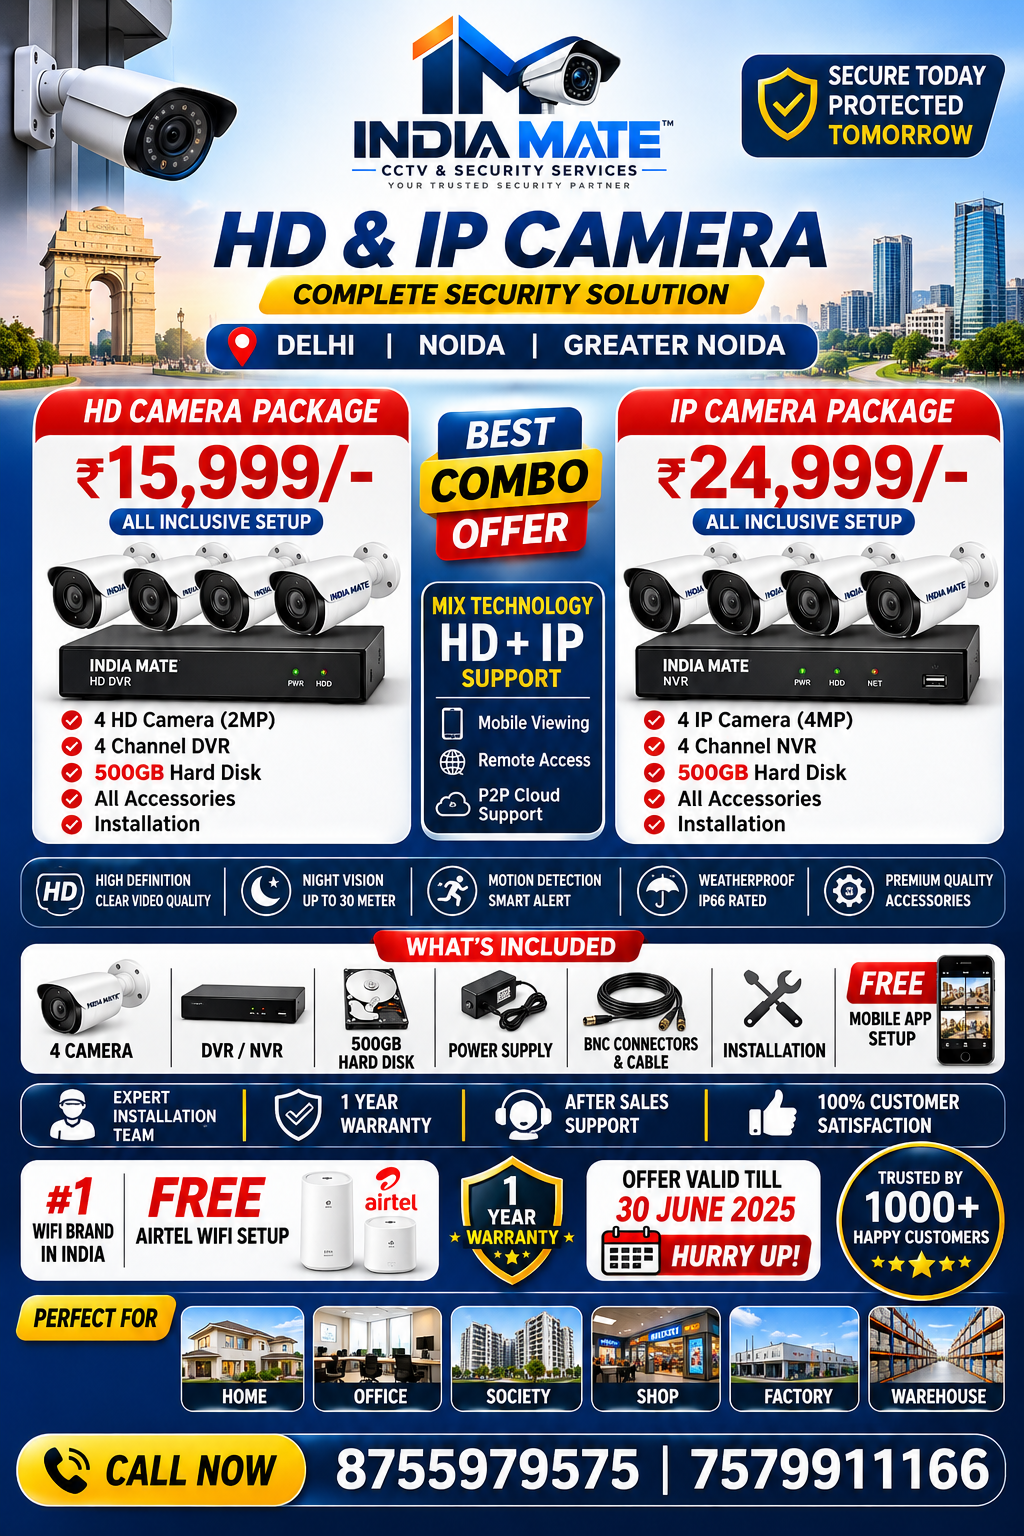 INDIA MATE™
CCTV & SECURITY SERVICES
YOUR TRUSTED SECURITY PARTNER
SECURE TODAY
PROTECTED
TOMORROW
HD & IP CAMERA
COMPLETE SECURITY SOLUTION
DELHI | NOIDA | GREATER NOIDA
HD CAMERA PACKAGE
₹15,999/-
ALL INCLUSIVE SETUP
INDIA MATE
INDIA MATE
HD DVR
PWR HDD
4 HD Camera (2MP)
4 Channel DVR
500GB Hard Disk
All Accessories
Installation
BEST
COMBO
OFFER
MIX TECHNOLOGY
HD + IP
SUPPORT
Mobile Viewing
Remote Access
P2P Cloud
Support
IP CAMERA PACKAGE
₹24,999/-
ALL INCLUSIVE SETUP
INDIA MATE
INDIA MATE
NVR
PWR HDD NET
4 IP Camera (4MP)
4 Channel NVR
500GB Hard Disk
All Accessories
Installation
HD
HIGH DEFINITION
CLEAR VIDEO QUALITY
NIGHT VISION
UP TO 30 METER
MOTION DETECTION
SMART ALERT
WEATHERPROOF
IP66 RATED
PREMIUM QUALITY
ACCESSORIES
WHAT'S INCLUDED
4 CAMERA
DVR / NVR
500GB
HARD DISK
POWER SUPPLY
BNC CONNECTORS
& CABLE
INSTALLATION
FREE
MOBILE APP
SETUP
EXPERT
INSTALLATION
TEAM
1 YEAR
WARRANTY
AFTER SALES
SUPPORT
100% CUSTOMER
SATISFACTION
#1
WIFI BRAND
IN INDIA
FREE
AIRTEL WIFI SETUP
airtel
1
YEAR
WARRANTY
OFFER VALID TILL
30 JUNE 2025
HURRY UP!
TRUSTED BY
1000+
HAPPY CUSTOMERS
PERFECT FOR
HOME
OFFICE
SOCIETY
SHOP
FACTORY
WAREHOUSE
CALL NOW
8755979575 | 7579911166